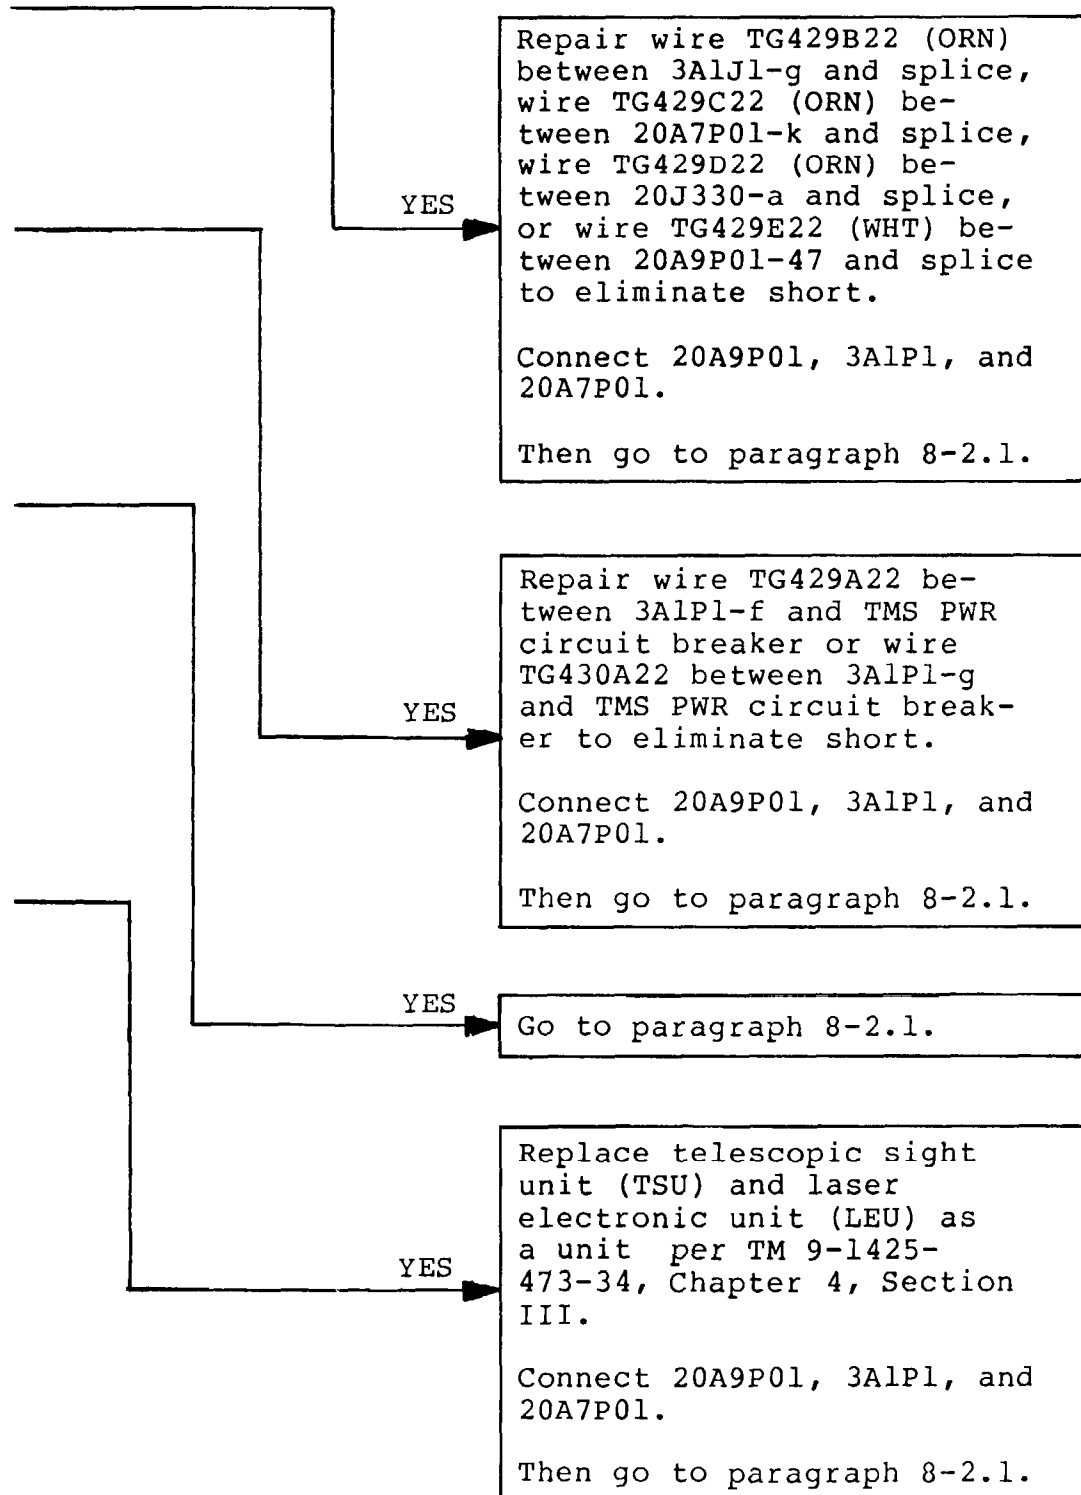 Repair wire TG429B22 (ORN)
between 3A1J1-g and splice,
wire TG429C22 (ORN) be-
tween 20A7P01-k and splice,
wire TG429D22 (ORN) be-
tween 20J330-a and splice,
or wire TG429E22 (WHT) be-
tween 20A9P01-47 and splice
to eliminate short.
Connect 20A9P01, 3A1P1, and
20A7P01.
Then go to paragraph 8-2.1.
YES
Repair wire TG429A22 be-
tween 3A1P1-f and TMS PWR
circuit breaker or wire
TG430A22 between 3A1P1-g
and TMS PWR circuit break-
er to eliminate short.
Connect 20A9P01, 3A1P1, and
20A7P01.
Then go to paragraph 8-2.1.
YES
YES
Go to paragraph 8-2.1.
Replace telescopic sight
unit (TSU) and laser
electronic unit (LEU) as
a unit per TM 9-1425-
473-34, Chapter 4, Section
III.
Connect 20A9P01, 3A1P1, and
20A7P01.
Then go to paragraph 8-2.1.
YES